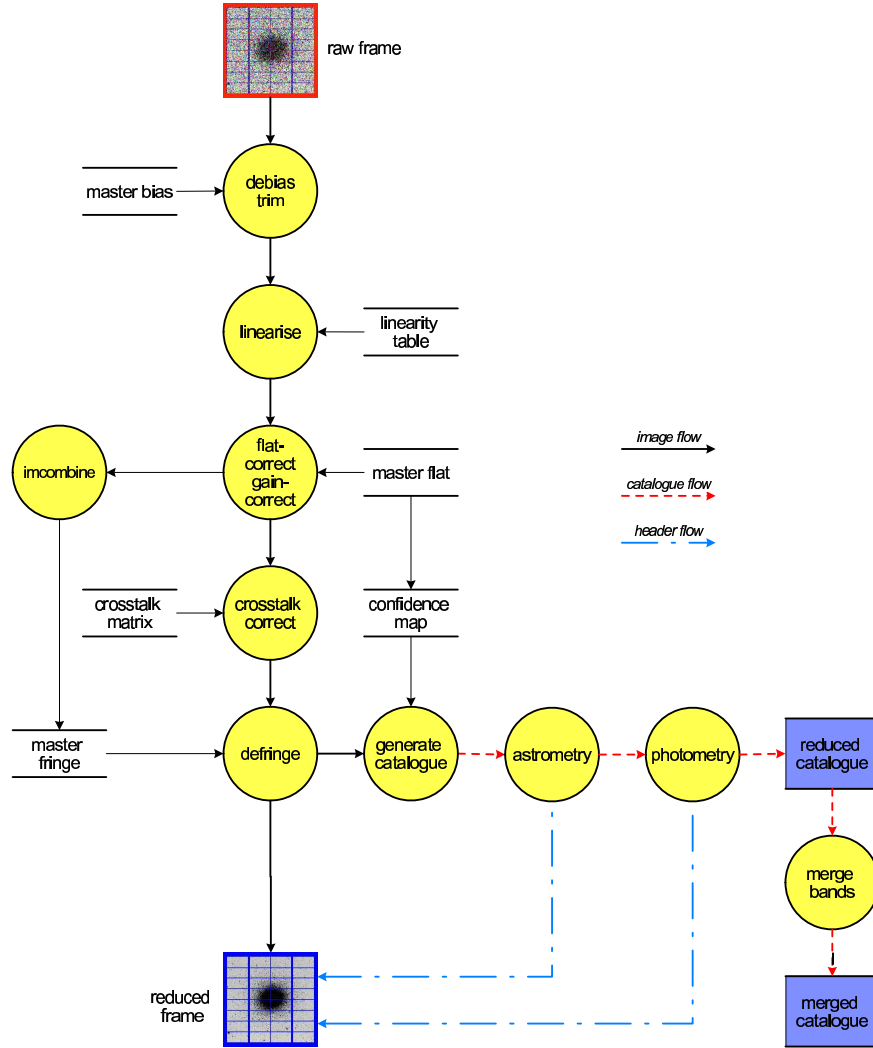 raw frame
debias
trim
master bias
linearise
linearity
table
flat-
correct
gain-
correct
imcombine
master flat
image flow
catalogue flow
header flow
crosstalk
matrix
crosstalk
correct
confidence
map
master
fringe
defringe
generate
catalogue
astrometry
photometry
reduced
catalogue
merge
bands
reduced
frame
merged
catalogue